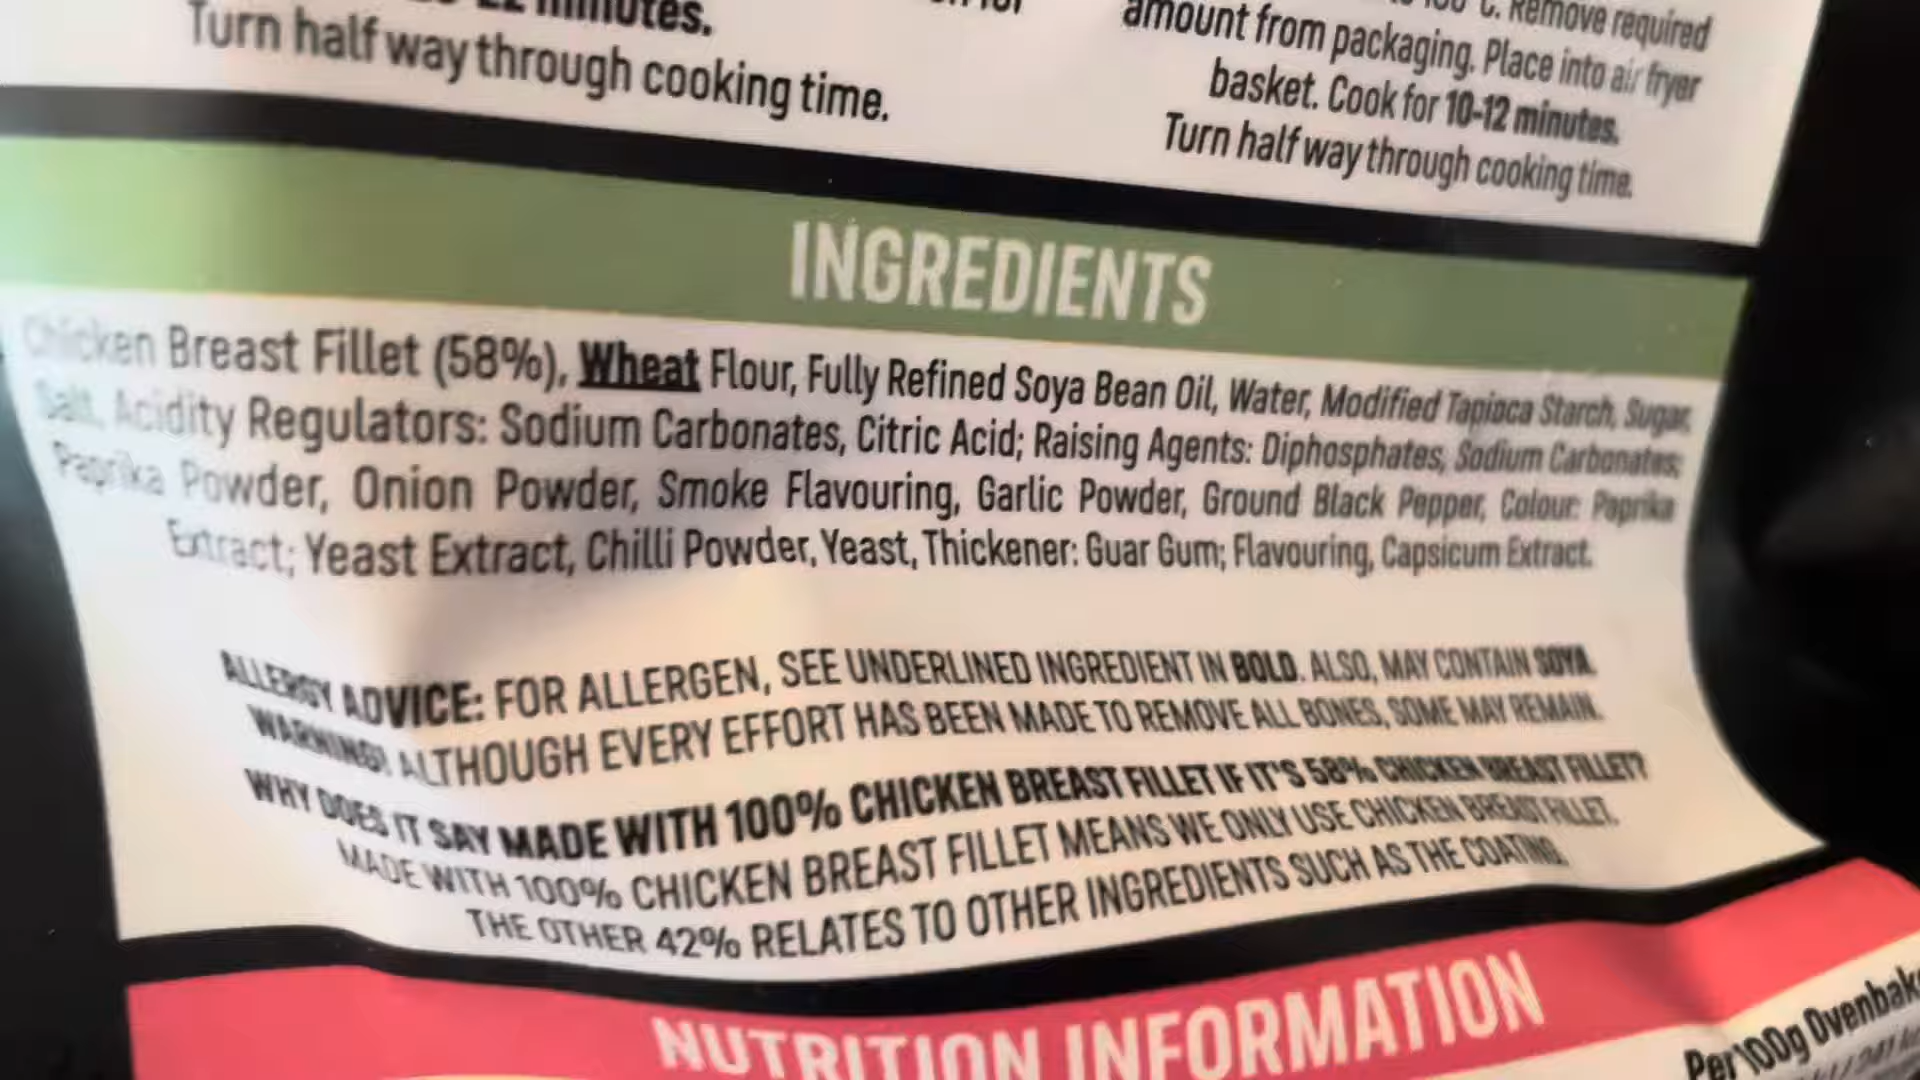 minutes.
Turn half way through cooking time.
C. Remove required
amount from packaging. Place into air fryer
basket. Cook for 10-12 minutes.
Turn half way through cooking time.
INGREDIENTS
Chicken Breast Fillet (58%), Wheat Flour, Fully Refined Soya Bean Oil, Water, Modified Tapioca Starch, Sugar,
Salt, Acidity Regulators: Sodium Carbonates, Citric Acid; Raising Agents: Diphosphates, Sodium Carbonates;
Paprika Powder, Onion Powder, Smoke Flavouring, Garlic Powder, Ground Black Pepper, Colour: Paprika
Extract; Yeast Extract, Chilli Powder, Yeast, Thickener: Guar Gum; Flavouring, Capsicum Extract.
ALLERGY ADVICE: FOR ALLERGEN, SEE UNDERLINED INGREDIENT IN BOLD. ALSO, MAY CONTAIN SOYA.
WARNING! ALTHOUGH EVERY EFFORT HAS BEEN MADE TO REMOVE ALL BONES, SOME MAY REMAIN.
WHY DOES IT SAY MADE WITH 100% CHICKEN BREAST FILLET IF IT'S 58% CHICKEN BREAST FILLET?
MADE WITH 100% CHICKEN BREAST FILLET MEANS WE ONLY USE CHICKEN BREAST FILLET.
THE OTHER 42% RELATES TO OTHER INGREDIENTS SUCH AS THE COATING.
NUTRITION INFORMATION
Per 100g